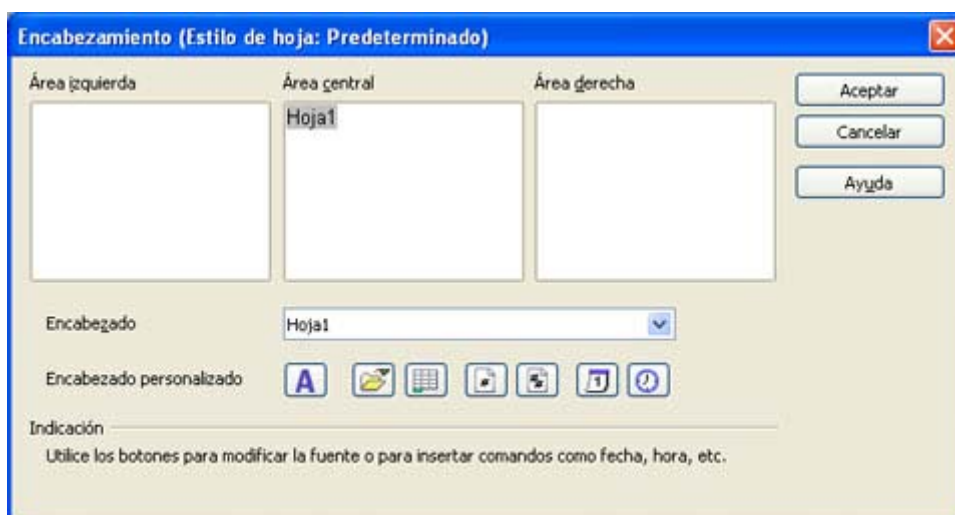 Encabezamiento (Estilo de hoja: Predeterminado)
Área izquierda
Área central
Área derecha
Hoja1
Aceptar
Cancelar
Ayuda
Encabezado
Hoja1
Encabezado personalizado
A
1
Indicación
Utilice los botones para modificar la fuente o para insertar comandos como fecha, hora, etc.